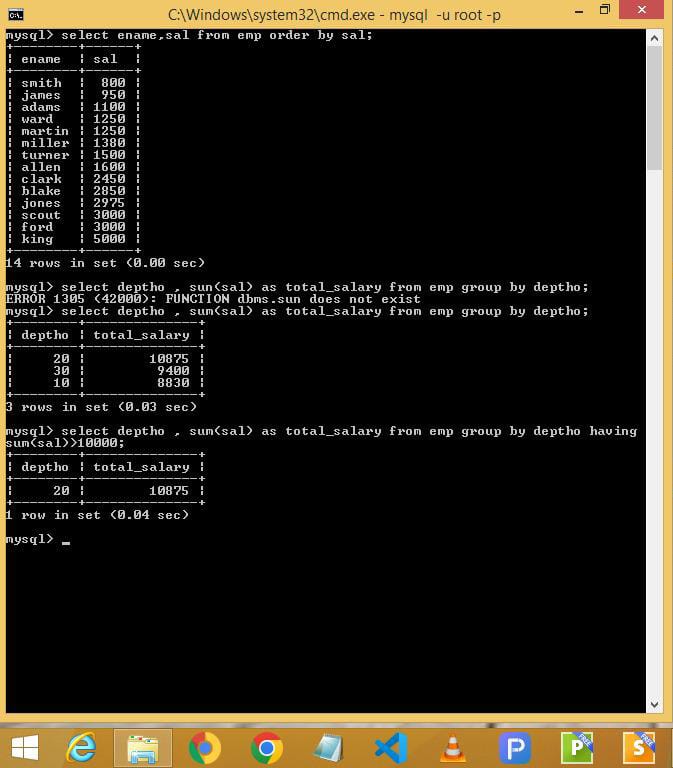 C:\Windows\system32\cmd.exe - mysql -u root -p
mysql> select ename,sal from emp order by sal;
+--------+------+
| ename | sal |
+--------+------+
| smith | 800 |
| james | 950 |
| adams | 1100 |
| ward | 1250 |
| martin | 1250 |
| miller | 1380 |
| turner | 1500 |
| allen | 1600 |
| clark | 2450 |
| blake | 2850 |
| jones | 2975 |
| scout | 3000 |
| ford | 3000 |
| king | 5000 |
+--------+------+
14 rows in set (0.00 sec)
mysql> select deptho , sun(sal) as total_salary from emp group by deptho;
ERROR 1305 (42000): FUNCTION dbms.sun does not exist
mysql> select deptho , sum(sal) as total_salary from emp group by deptho;
+--------+--------------+
| deptho | total_salary |
+--------+--------------+
| 20 | 10875 |
| 30 | 9400 |
| 10 | 8830 |
+--------+--------------+
3 rows in set (0.03 sec)
mysql> select deptho , sum(sal) as total_salary from emp group by deptho having
sum(sal)>10000;
+--------+--------------+
| deptho | total_salary |
+--------+--------------+
| 20 | 10875 |
+--------+--------------+
1 row in set (0.04 sec)
mysql> _
P
P FREE
S FREE